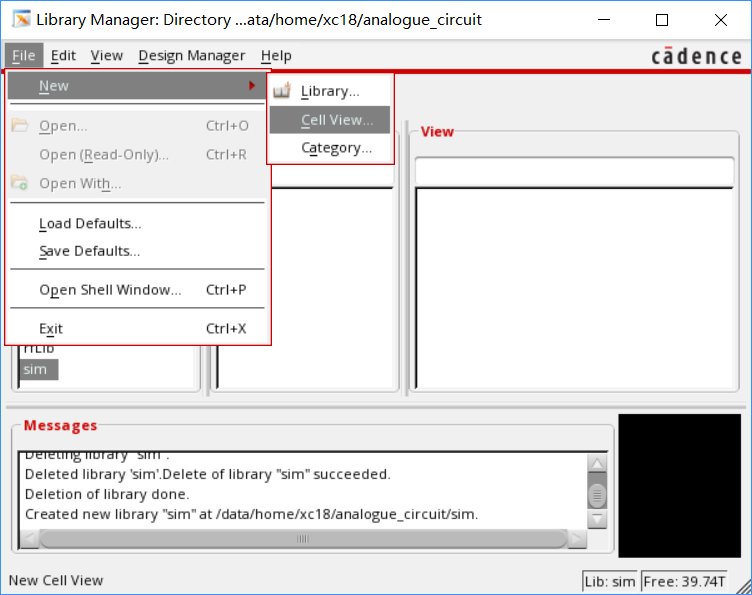 Library Manager: Directory ...ata/home/xc18/analogue_circuit
File Edit View Design Manager Help
cādence
New
Library...
Cell View...
Category...
Open... Ctrl+O
Open (Read-Only)... Ctrl+R
Open With...
Load Defaults...
Save Defaults...
Open Shell Window... Ctrl+P
Exit Ctrl+X
View
sim
Messages
Deleting library "sim".
Deleted library 'sim'.Delete of library "sim" succeeded.
Deletion of library done.
Created new library "sim" at /data/home/xc18/analogue_circuit/sim.
New Cell View
Lib: sim
Free: 39.74T